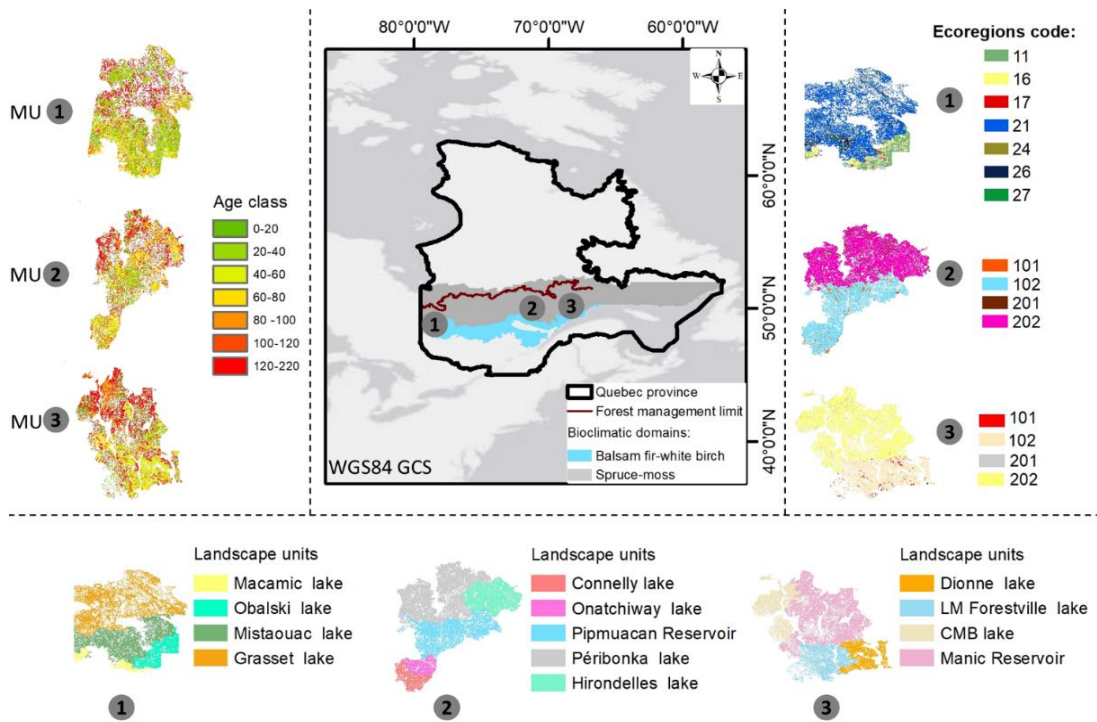 80°0'0"W
70°0'0"W
60°0'0"W
N
W
E
S
60°0'0"N
50°0'0"N
40°0'0"N
MU 1
MU 2
MU 3
Age class
0-20
20-40
40-60
60-80
80 -100
100-120
120-220
1
2
3
Quebec province
Forest management limit
Bioclimatic domains:
Balsam fir-white birch
Spruce-moss
WGS84 GCS
Ecoregions code:
1
11
16
17
21
24
26
27
2
101
102
201
202
3
101
102
201
202
Landscape units
Macamic lake
Obalski lake
Mistaouac lake
Grasset lake
1
Landscape units
Connelly lake
Onatchiway lake
Pipmuacan Reservoir
Péribonka lake
Hirondelles lake
2
Landscape units
Dionne lake
LM Forestville lake
CMB lake
Manic Reservoir
3